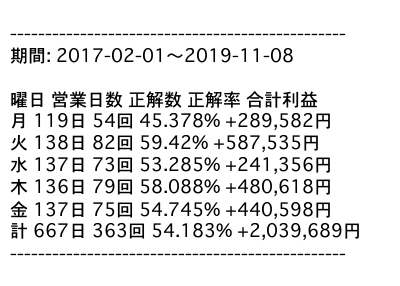 ------------------------------------------------
期間: 2017-02-01～2019-11-08
曜日 営業日数 正解数 正解率 合計利益
月 119日 54回 45.378% +289,582円
火 138日 82回 59.42% +587,535円
水 137日 73回 53.285% +241,356円
木 136日 79回 58.088% +480,618円
金 137日 75回 54.745% +440,598円
計 667日 363回 54.183% +2,039,689円
------------------------------------------------